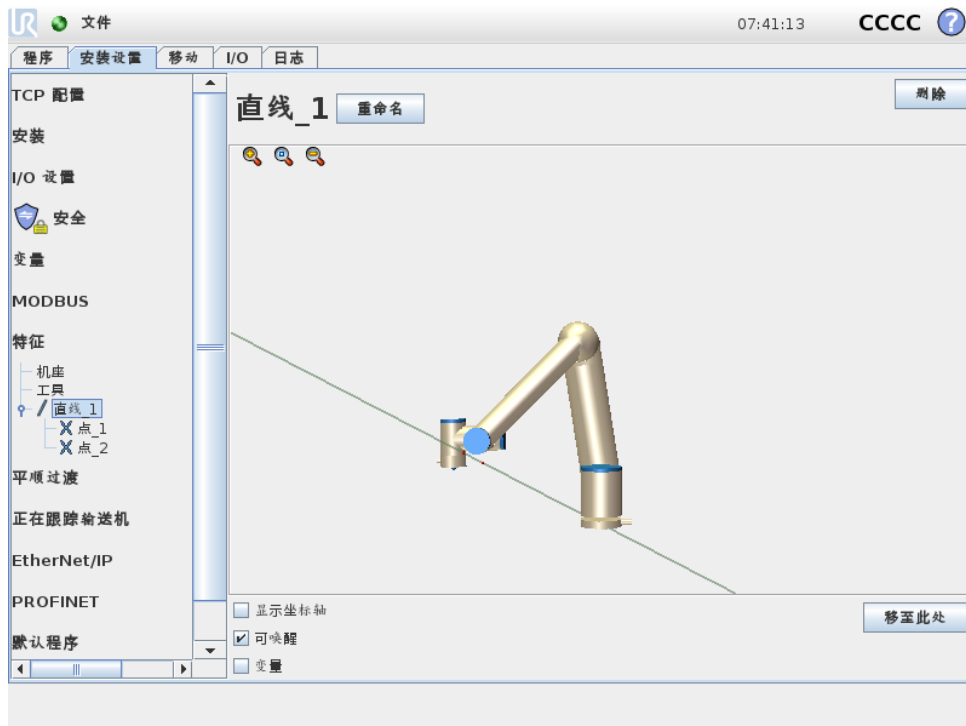 UR 文件 07:41:13 CCCC ?
程序 安装设置 移动 I/O 日志
TCP 配置
安装
I/O 设置
安全
变量
MODBUS
特征
机座
工具
直线_1
点_1
点_2
平顺过渡
正在跟踪输送机
EtherNet/IP
PROFINET
默认程序
直线_1 重命名 删除
显示坐标轴
可唤醒
变量
移至此处